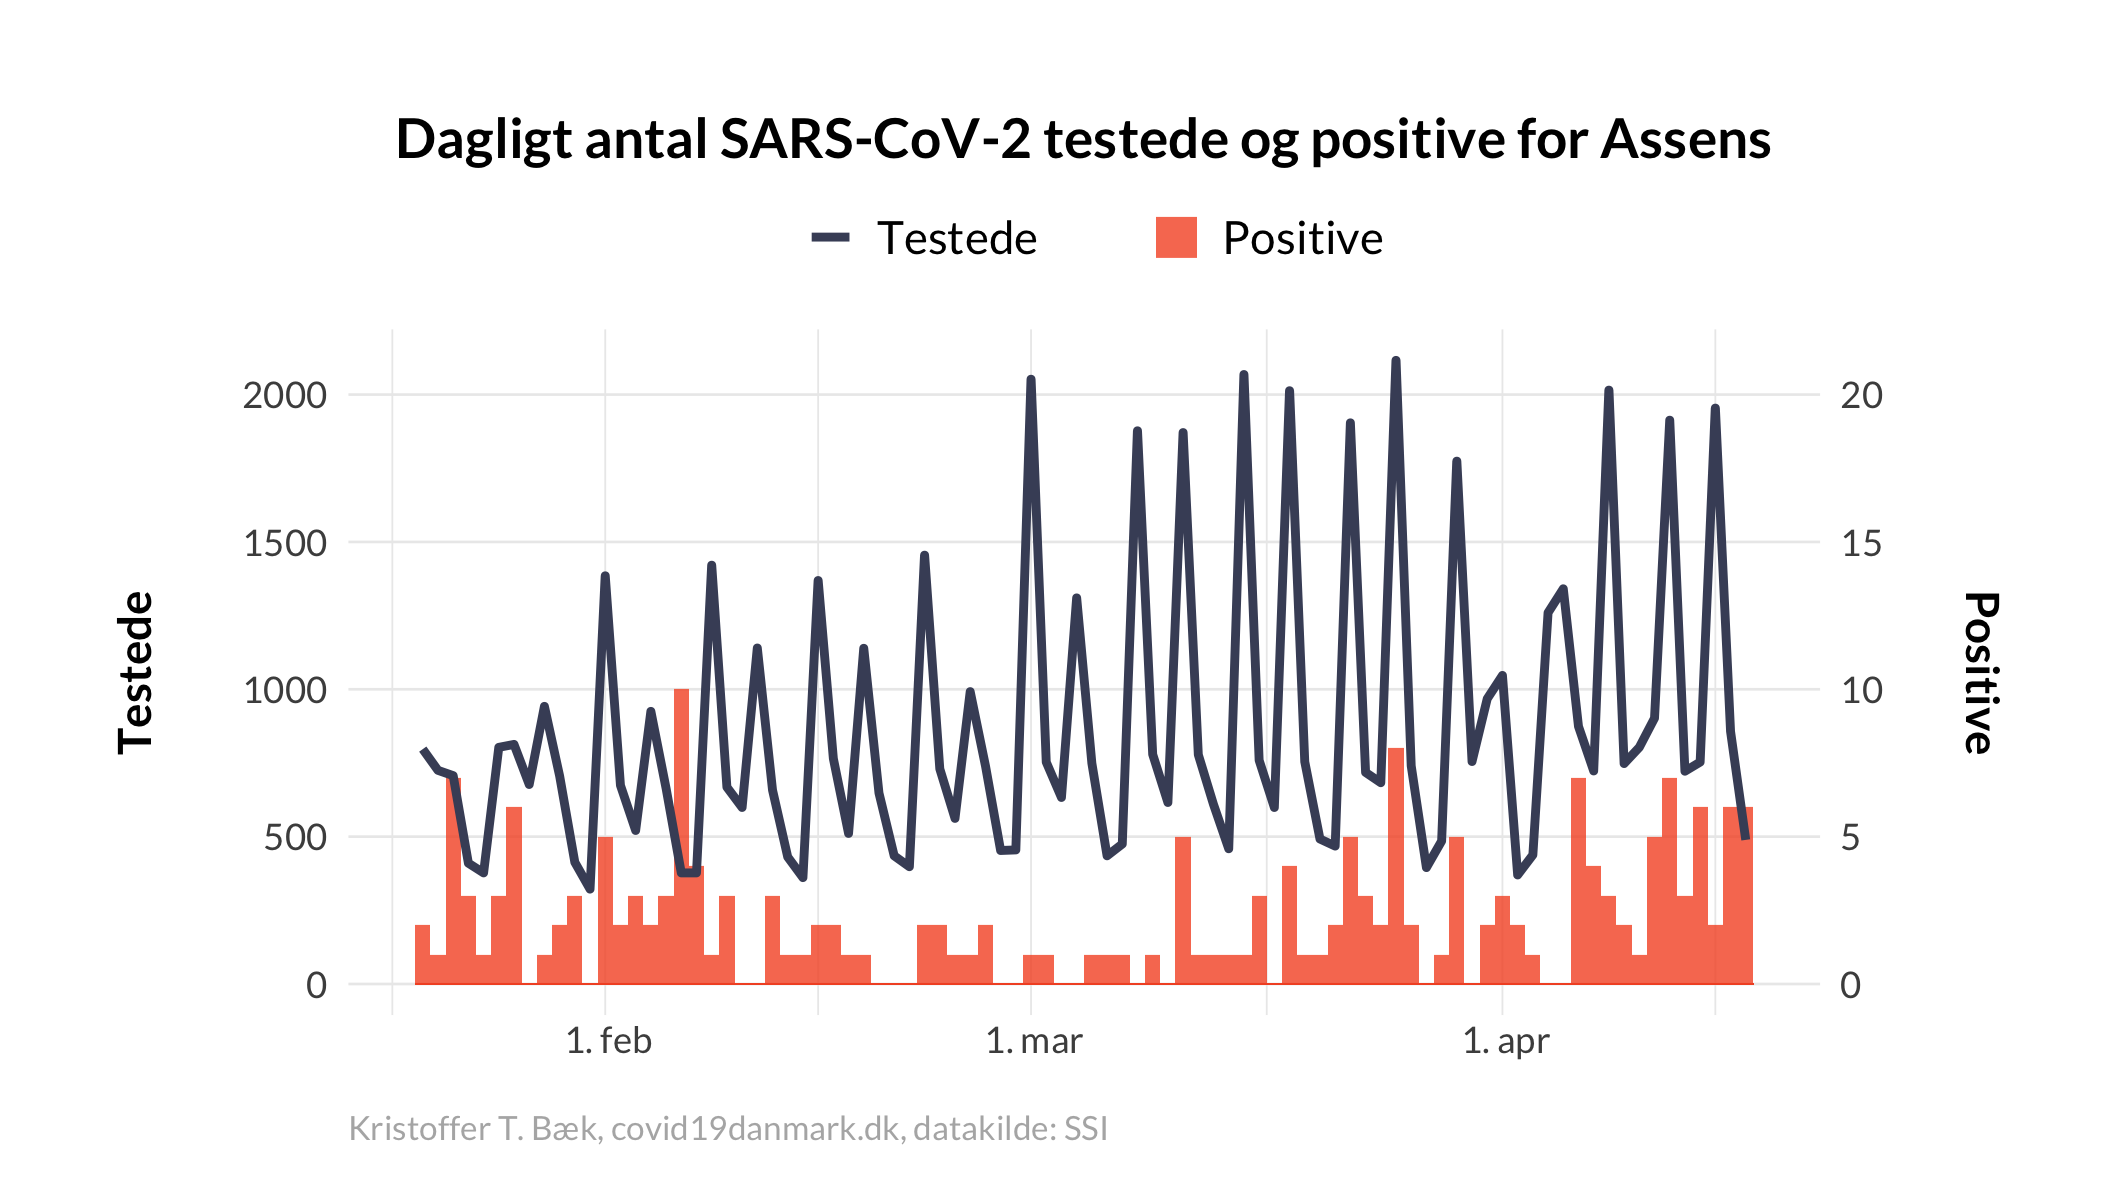 Dagligt antal SARS-CoV-2 testede og positive for Assens
Testede Positive
2000 20
1500 15
1000 10
500 5
0 0
Testede
Positive
1. feb 1. mar 1. apr
Kristoffer T. Bæk, covid19danmark.dk, datakilde: SSI